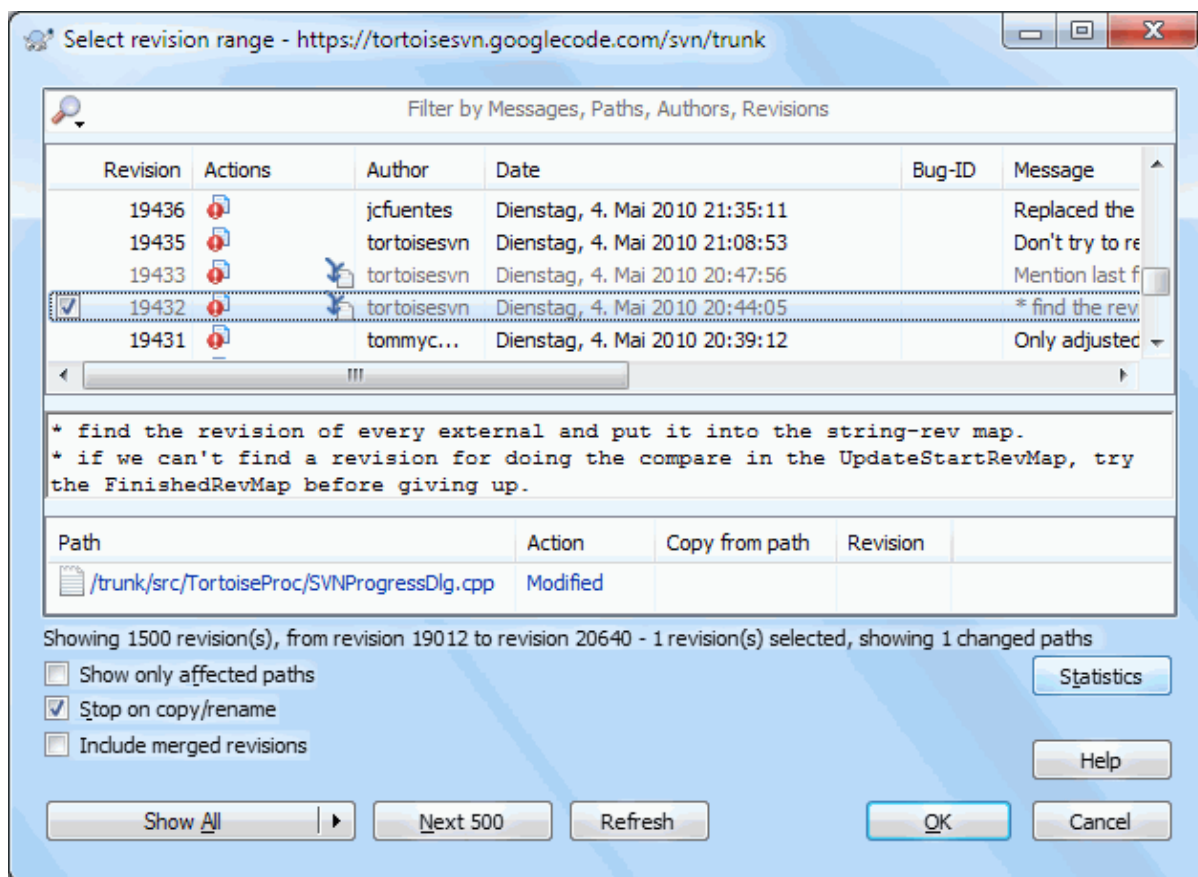 Select revision range - https://tortoisesvn.googlecode.com/svn/trunk
Filter by Messages, Paths, Authors, Revisions
Revision Actions Author Date Bug-ID Message
19436 jcfuentes Dienstag, 4. Mai 2010 21:35:11 Replaced the
19435 tortoisesvn Dienstag, 4. Mai 2010 21:08:53 Don't try to re
19433 tortoisesvn Dienstag, 4. Mai 2010 20:47:56 Mention last f
19432 tortoisesvn Dienstag, 4. Mai 2010 20:44:05 * find the rev
19431 tommyc... Dienstag, 4. Mai 2010 20:39:12 Only adjusted
* find the revision of every external and put it into the string-rev map.
* if we can't find a revision for doing the compare in the UpdateStartRevMap, try
the FinishedRevMap before giving up.
Path Action Copy from path Revision
/trunk/src/TortoiseProc/SVNProgressDlg.cpp Modified
Showing 1500 revision(s), from revision 19012 to revision 20640 - 1 revision(s) selected, showing 1 changed paths
Show only affected paths
Statistics
Stop on copy/rename
Include merged revisions
Help
Show All Next 500 Refresh OK Cancel